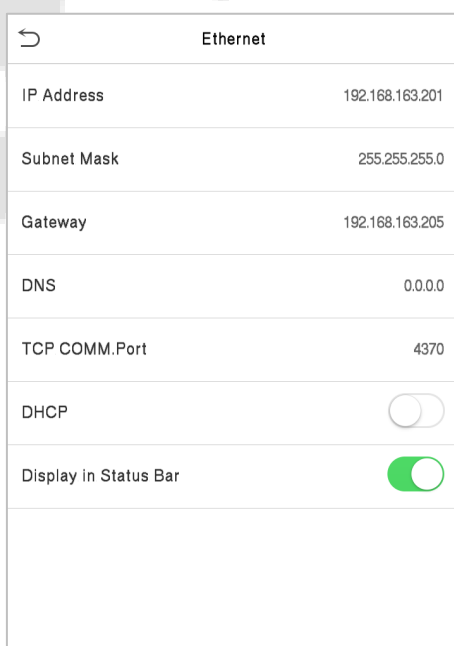 Ethernet
IP Address 192.168.163.201
Subnet Mask 255.255.255.0
Gateway 192.168.163.205
DNS 0.0.0.0
TCP COMM.Port 4370
DHCP
Display in Status Bar